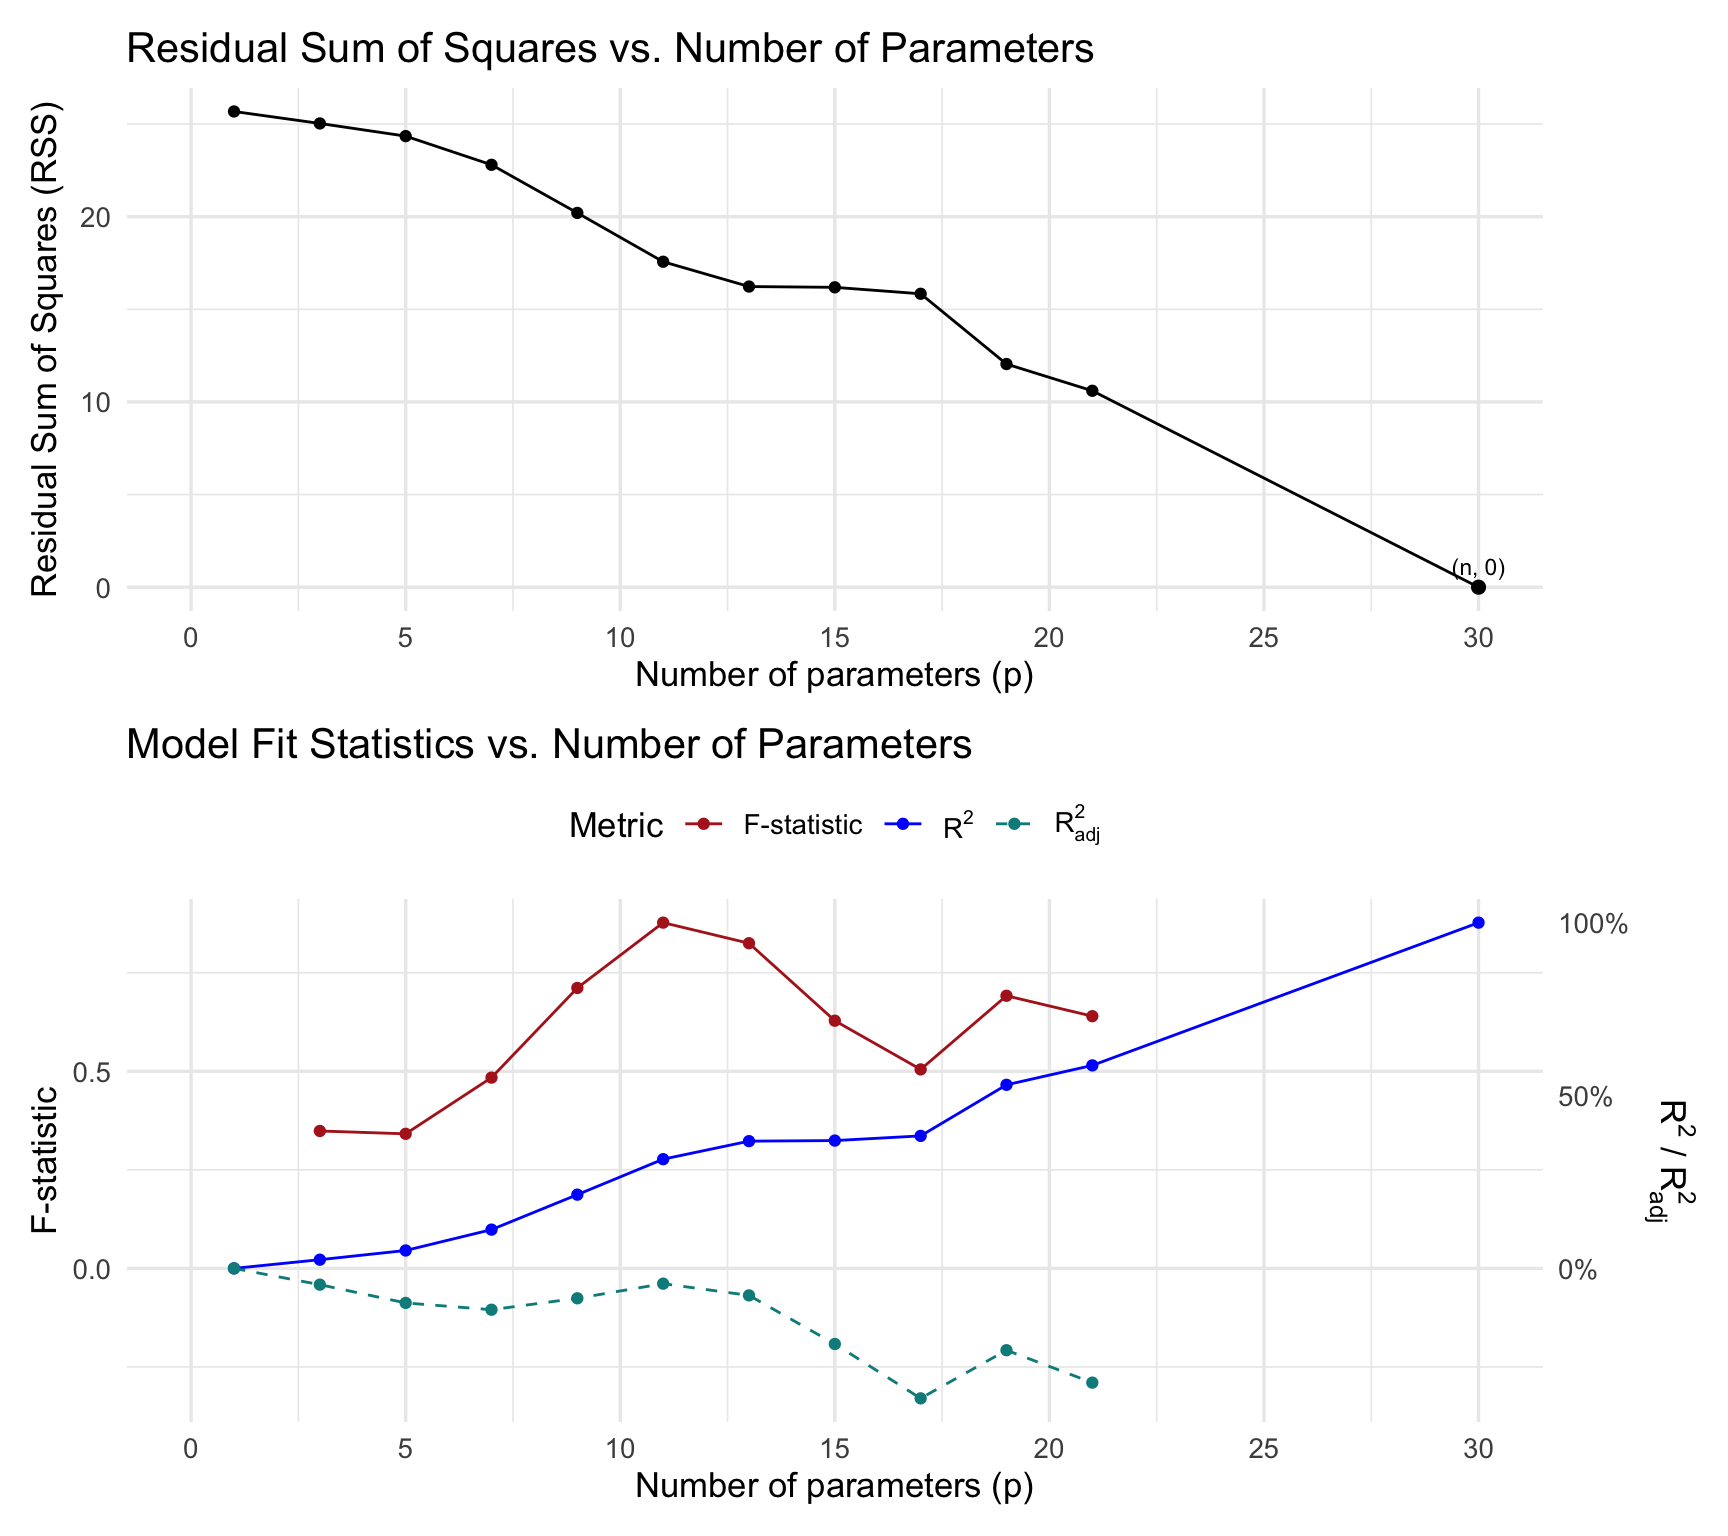 Residual Sum of Squares vs. Number of Parameters
Residual Sum of Squares (RSS)
20
10
0
(n, 0)
0 5 10 15 20 25 30
Number of parameters (p)
Model Fit Statistics vs. Number of Parameters
Metric F-statistic R² R²adj
F-statistic
0.5
0.0
100%
50%
0%
R² / R²adj
0 5 10 15 20 25 30
Number of parameters (p)